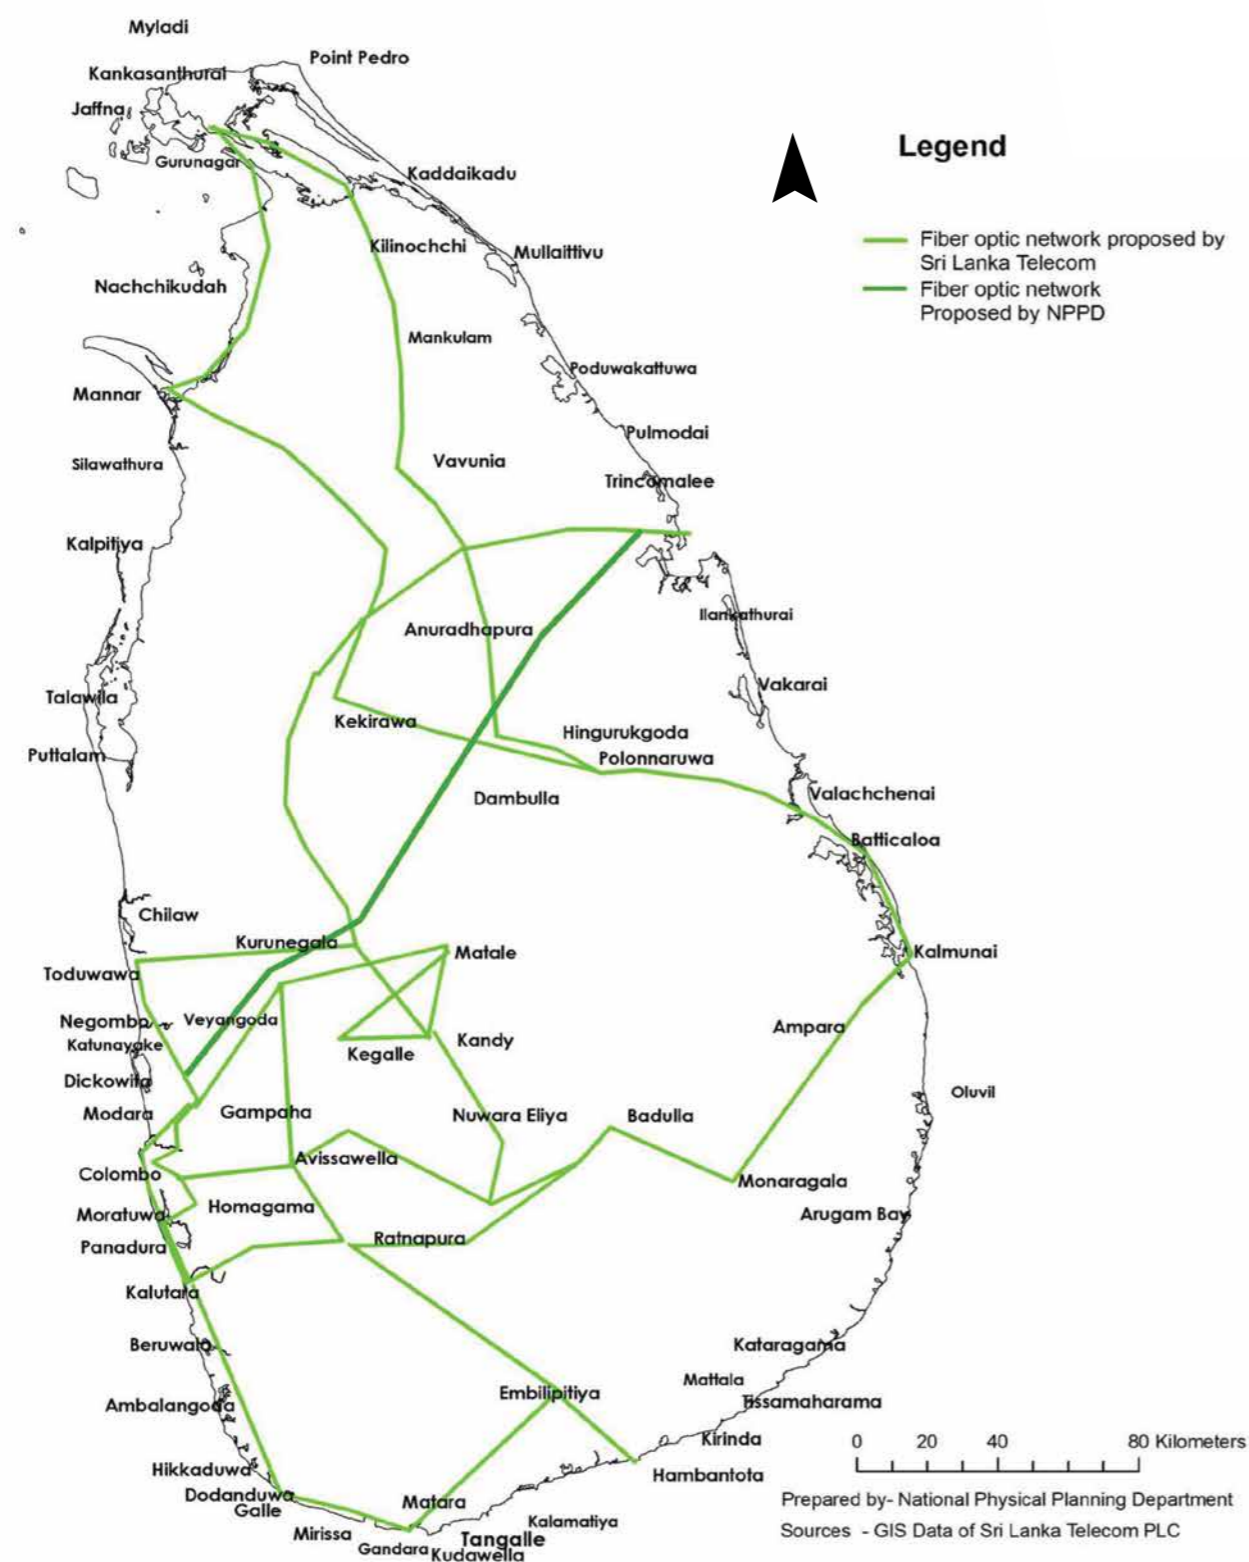 Myladi
Point Pedro
Kankasanthurai
Jaffna
Legend
Gurunagar
Kaddaikadu
Fiber optic network proposed by
Sri Lanka Telecom
Kilinochchi
Mullaittivu
Nachchikudah
Fiber optic network
Proposed by NPPD
Mankulam
Poduwakattuwa
Mannar
Pulmodai
Silawathura
Vavunia
Trincomalee
Kalpitiya
Ilankathurai
Anuradhapura
Talawila
Vakarai
Kekirawa
Hingurukgoda
Puttalam
Polonnaruwa
Dambulla
Valachchenai
Batticaloa
Chilaw
Kurunegala
Matale
Kalmunai
Toduwawa
Negombo
Veyangoda
Ampara
Katunayake
Kegalle
Kandy
Dickowita
Oluvil
Modara
Gampaha
Nuwara Eliya
Badulla
Avissawella
Colombo
Monaragala
Moratuwa
Homagama
Arugam Bay
Panadura
Ratnapura
Kalutara
Beruwala
Kataragama
Mattala
Embilipitiya
Ambalangoda
Tissamaharama
Kirinda
0 20 40 80 Kilometers
Hikkaduwa
Hambantota
Dodanduwa
Galle
Matara
Prepared by- National Physical Planning Department
Kalamatiya
Mirissa
Sources - GIS Data of Sri Lanka Telecom PLC
Tangalle
Gandara
Kudawella